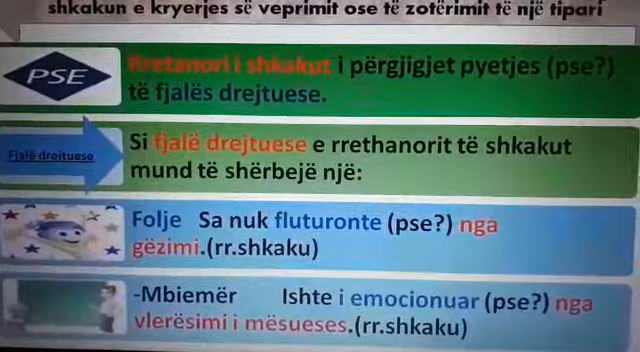 shkakun e kryerjes së veprimit ose të zotërimit të një tipari
PSE
Rretanori i shkakut i përgjigjet pyetjes (pse?)
të fjalës drejtuese.
Fjalë drejtuese
Si fjalë drejtuese e rrethanorit të shkakut
mund të shërbejë një:
Folje Sa nuk fluturonte (pse?) nga
gëzimi.(rr.shkaku)
-Mbiemër Ishte i emocionuar (pse?) nga
vlerësimi i mësueses.(rr.shkaku)